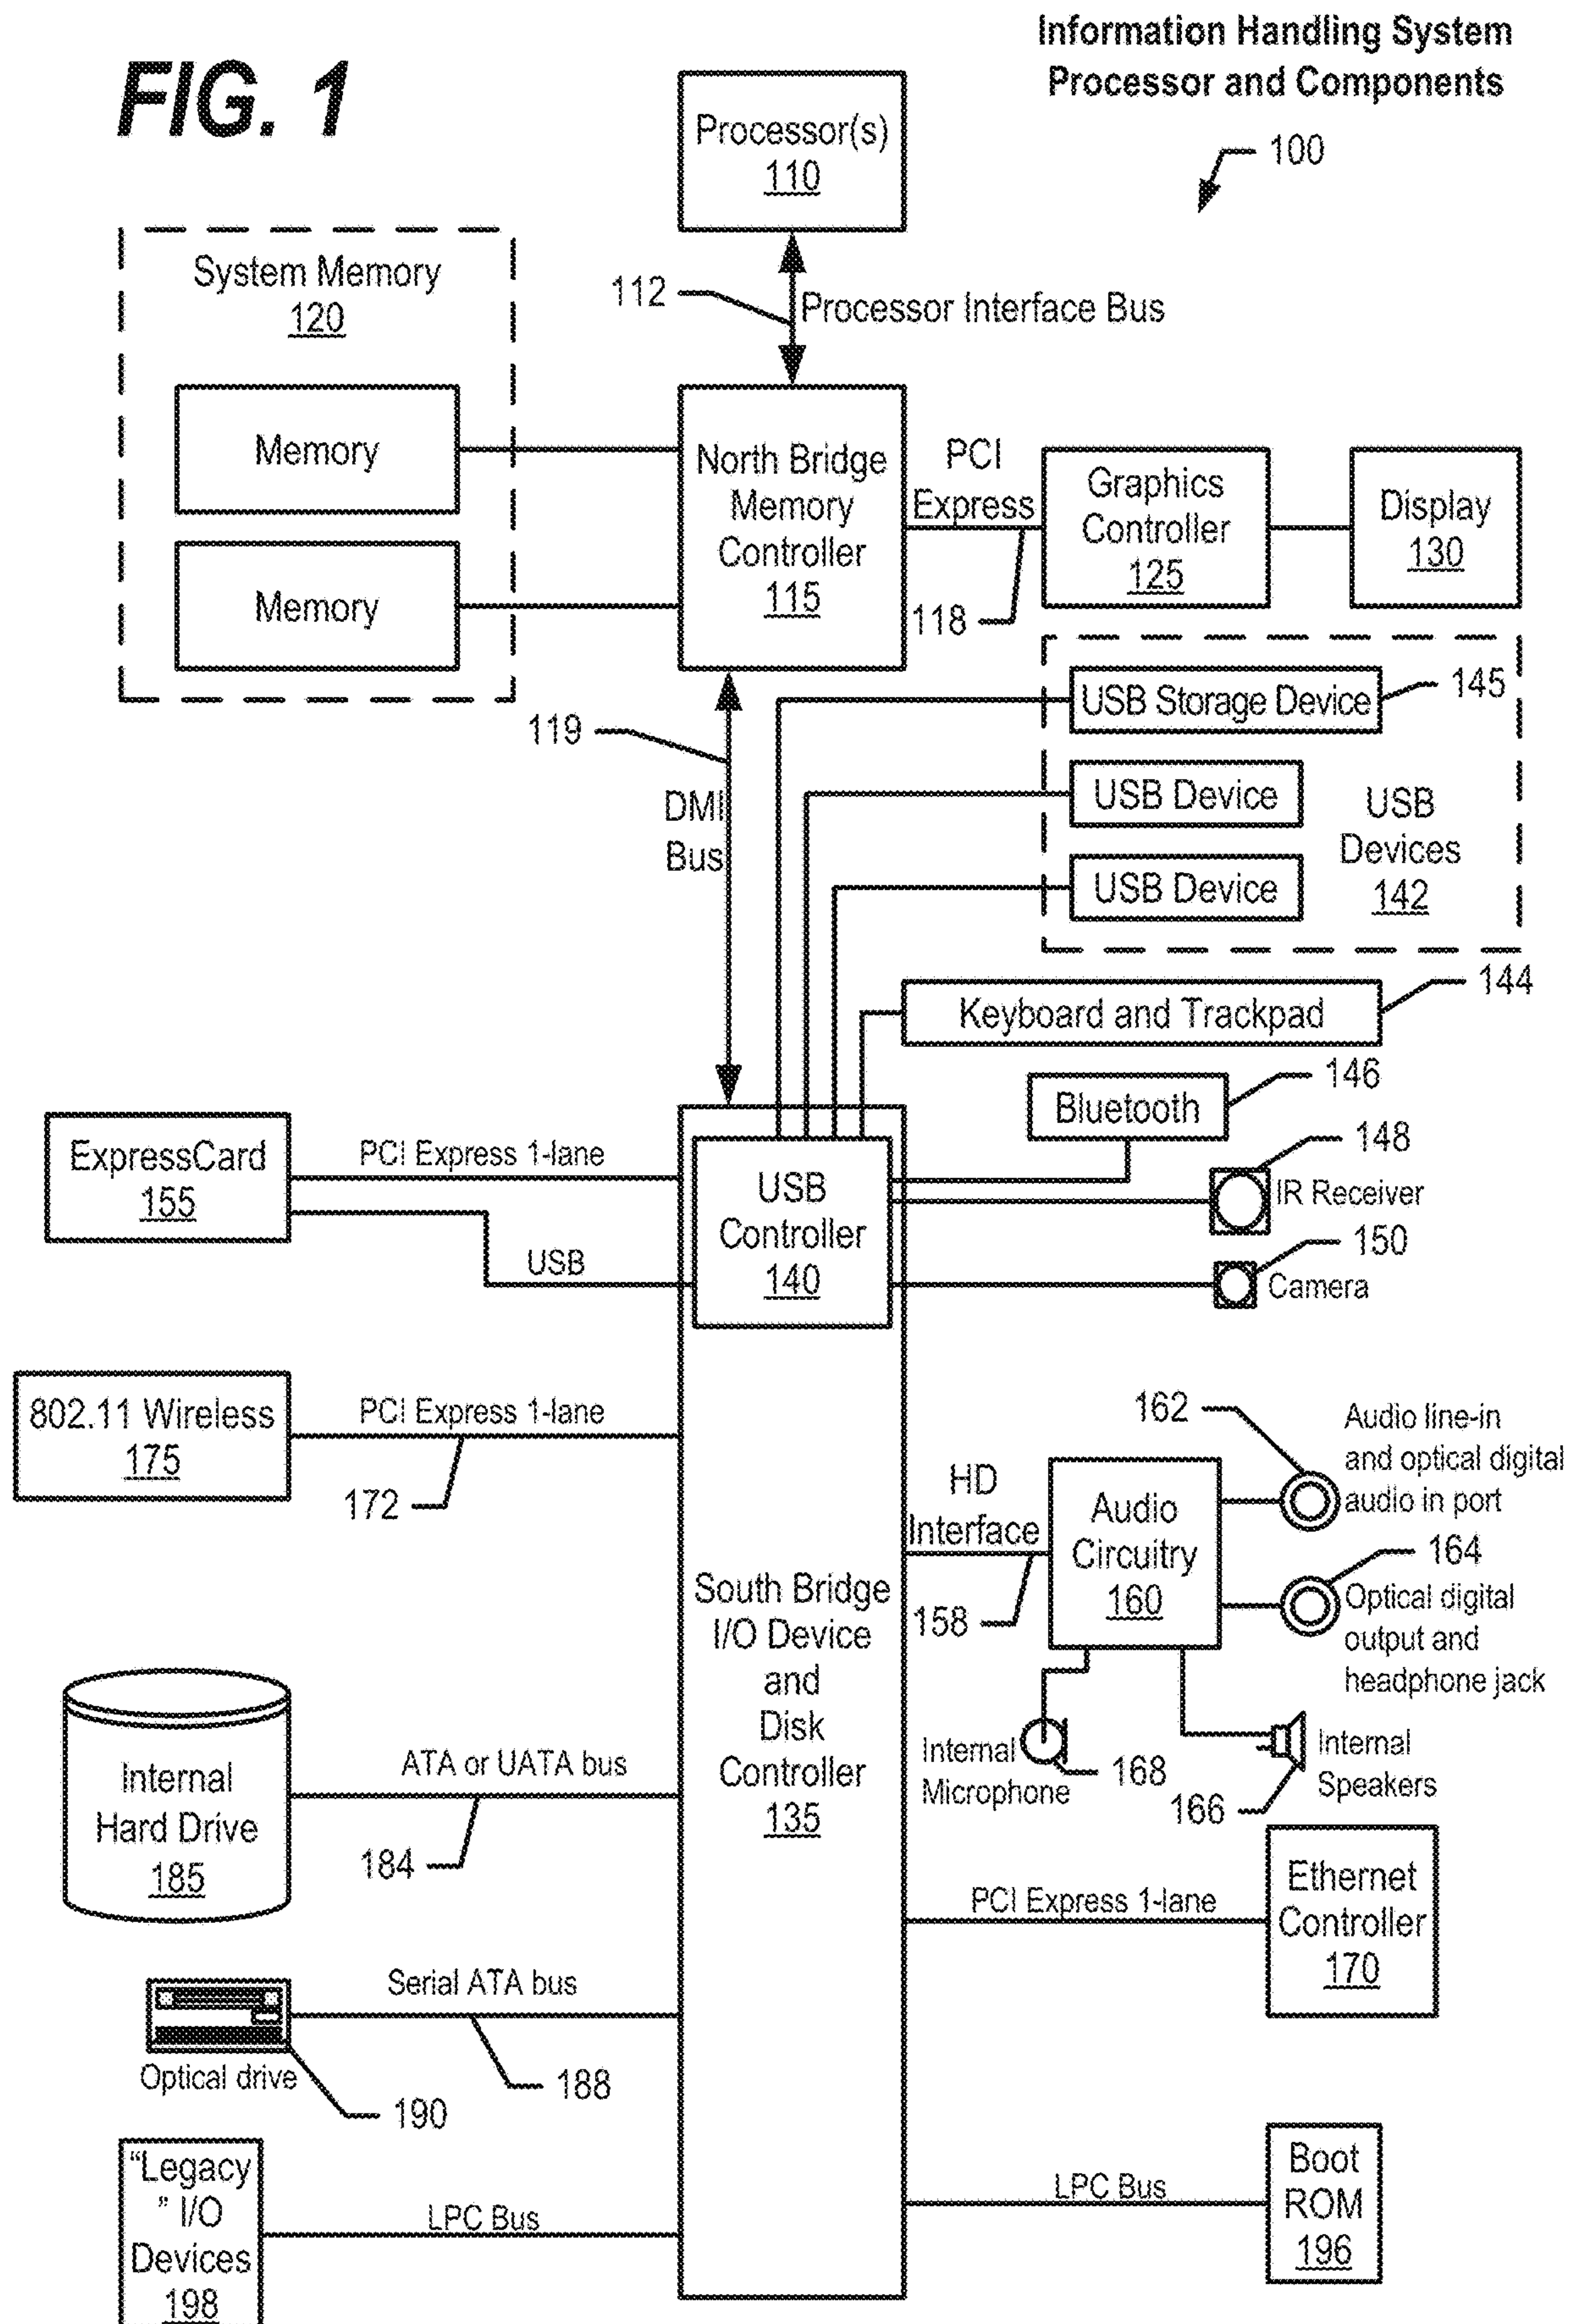 Information Handling System
Processor and Components
FIG. 1
100
Processor(s)
110
System Memory
120
112
Processor Interface Bus
Memory
Memory
North Bridge
Memory
Controller
115
PCI
Express
118
Graphics
Controller
125
Display
130
119
DMI
Bus
USB Storage Device
145
USB Device
USB Device
USB
Devices
142
Keyboard and Trackpad
144
Bluetooth
146
148
IR Receiver
150
Camera
ExpressCard
155
PCI Express 1-lane
USB
USB
Controller
140
802.11 Wireless
175
PCI Express 1-lane
172
162
Audio line-in
and optical digital
audio in port
HD
Interface
158
Audio
Circuitry
160
164
Optical digital
output and
headphone jack
South Bridge
I/O Device
and
Disk
Controller
135
Internal
Microphone
168
166
Internal
Speakers
Internal
Hard Drive
185
ATA or UATA bus
184
PCI Express 1-lane
Ethernet
Controller
170
Serial ATA bus
188
Optical drive
190
"Legacy
" I/O
Devices
198
LPC Bus
LPC Bus
Boot
ROM
196